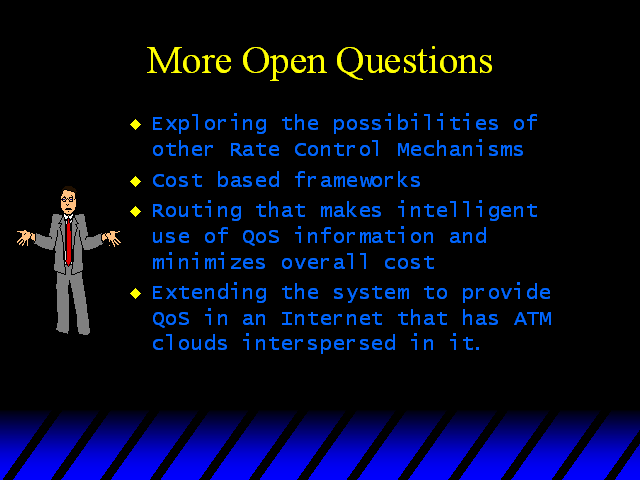 More Open Questions
Exploring the possibilities of
other Rate Control Mechanisms
Cost based frameworks
Routing that makes intelligent
use of QoS information and
minimizes overall cost
Extending the system to provide
QoS in an Internet that has ATM
clouds interspersed in it.